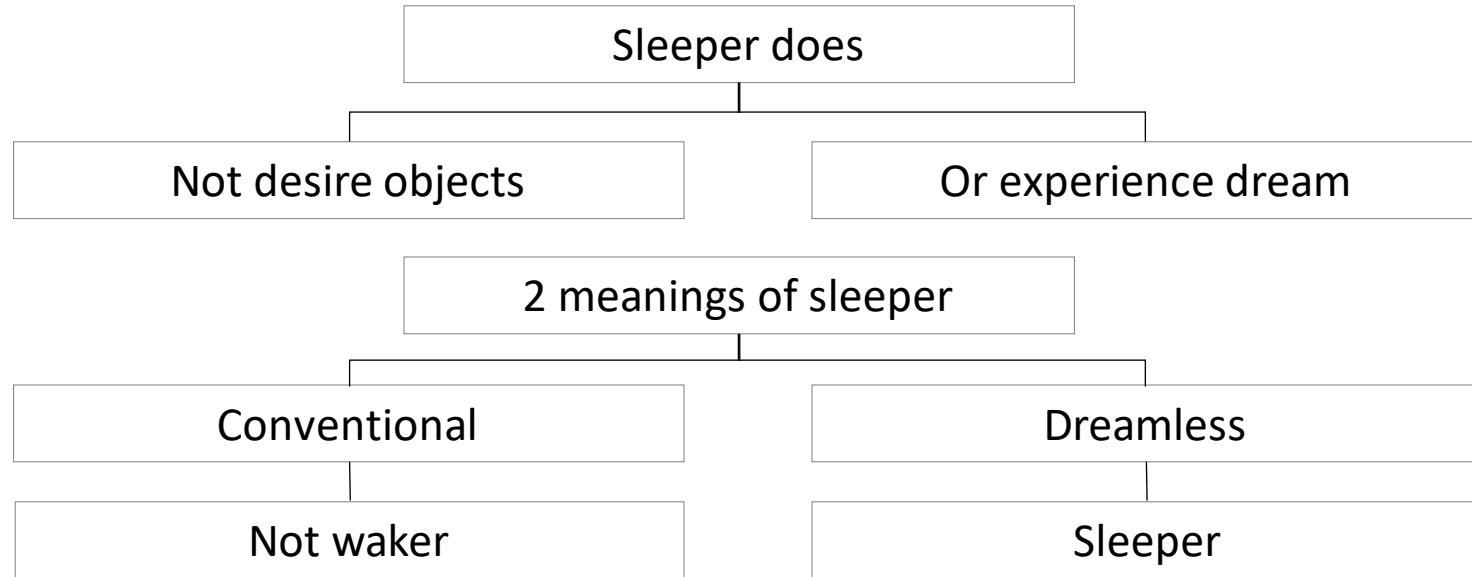 Sleeper does
Not desire objects
Or experience dream
2 meanings of sleeper
Conventional
Dreamless
Not waker
Sleeper